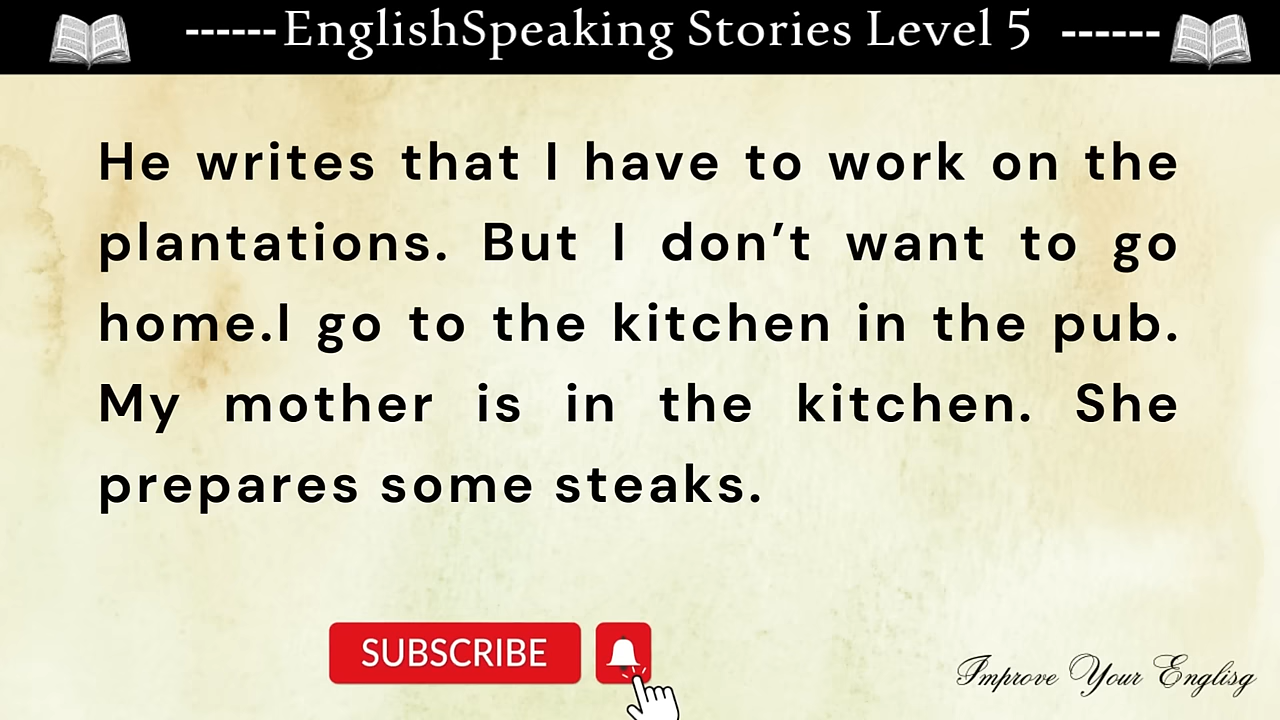 ------EnglishSpeaking Stories Level 5 ------
He writes that I have to work on the
plantations. But I don’t want to go
home.I go to the kitchen in the pub.
My mother is in the kitchen. She
prepares some steaks.
SUBSCRIBE
Improve Your Englisg